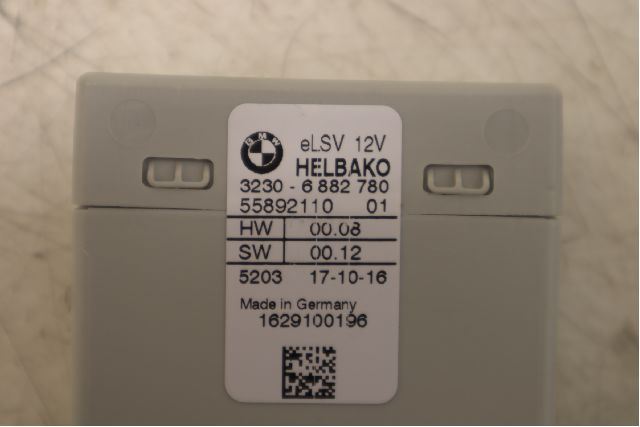 BMW
eLSV 12V
HELBAKO
3230 - 6 882 780
55892110 01
HW 00.08
SW 00.12
5203 17-10-16
Made in Germany
1629100196